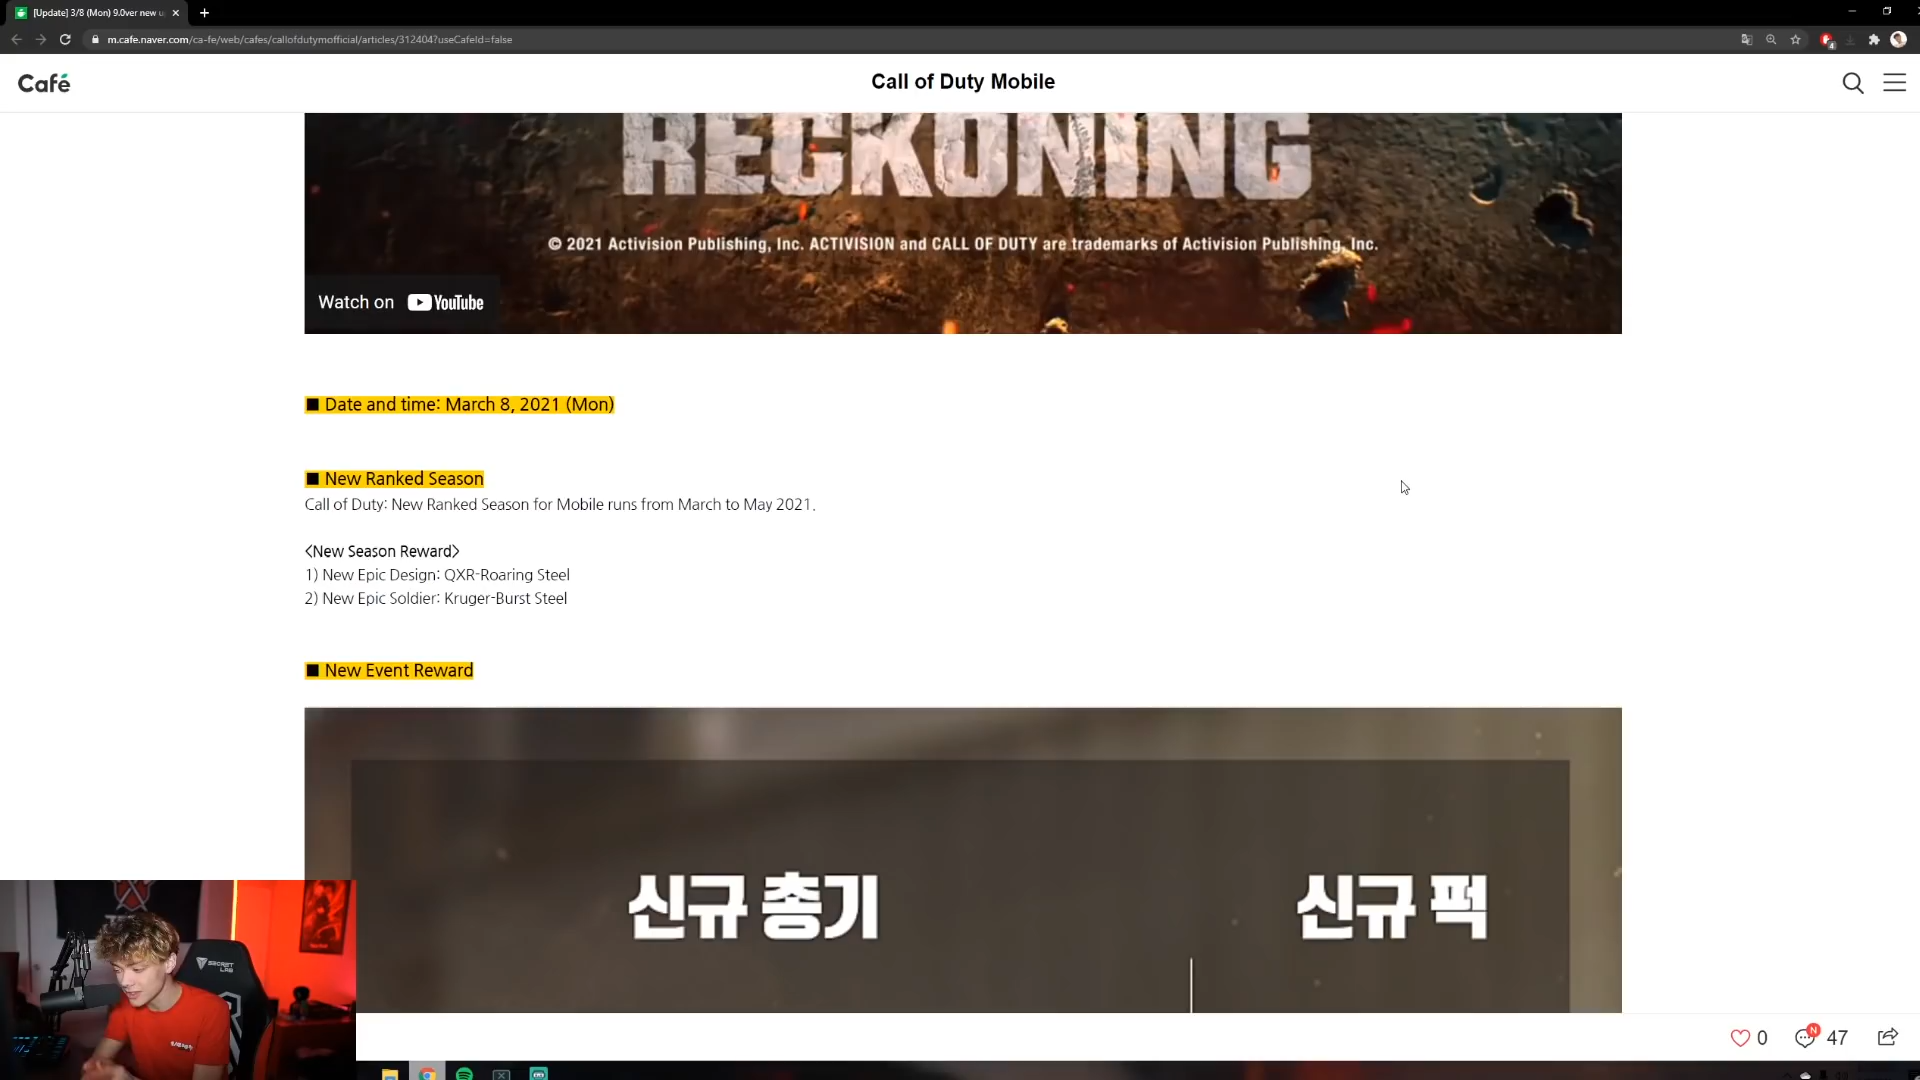 [Update] 3/8 (Mon) 9.0ver new u
m.cafe.naver.com/ca-fe/web/cafes/callofdutymofficial/articles/312404?useCafeId=false
Café
Call of Duty Mobile
RECKONING
© 2021 Activision Publishing, Inc. ACTIVISION and CALL OF DUTY are trademarks of Activision Publishing, Inc.
Watch on YouTube
■ Date and time: March 8, 2021 (Mon)
■ New Ranked Season
Call of Duty: New Ranked Season for Mobile runs from March to May 2021.
<New Season Reward>
1) New Epic Design: QXR-Roaring Steel
2) New Epic Soldier: Kruger-Burst Steel
■ New Event Reward
신규 총기
신규 퍽
SECRET
LAB
0
N
47